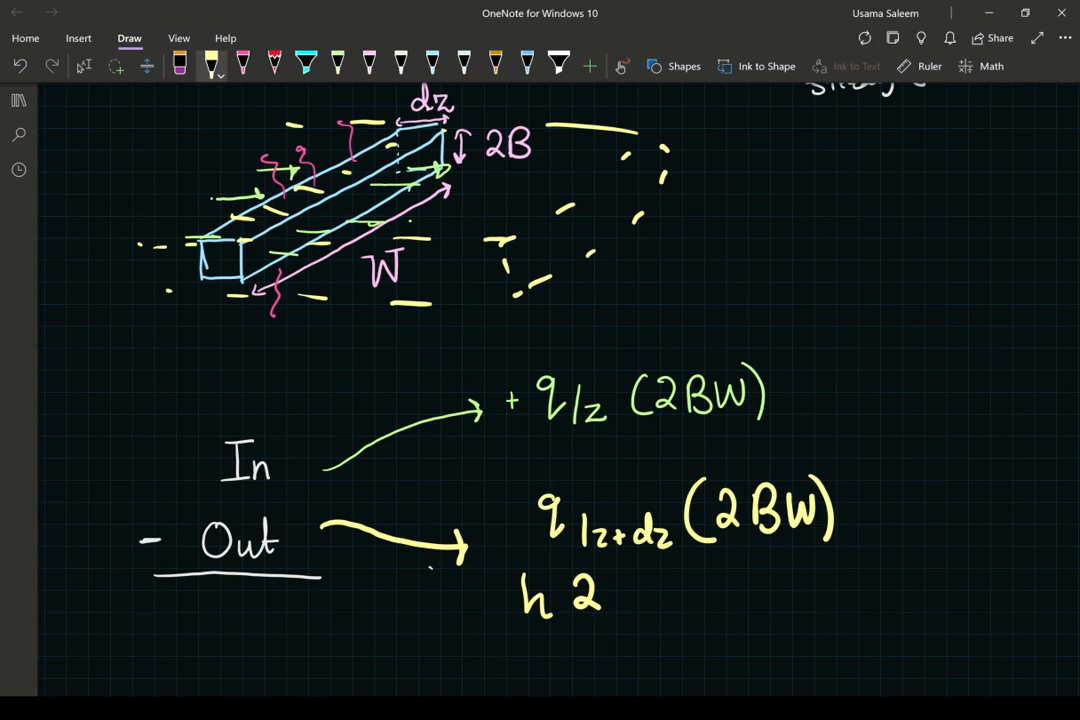 OneNote for Windows 10
Usama Saleem
Home Insert Draw View Help
Share
Shapes
Ink to Shape
Ink to Text
Ruler
Math
dz
2B
W
+ q|z (2BW)
In
- Out
q|z+dz (2BW)
h 2